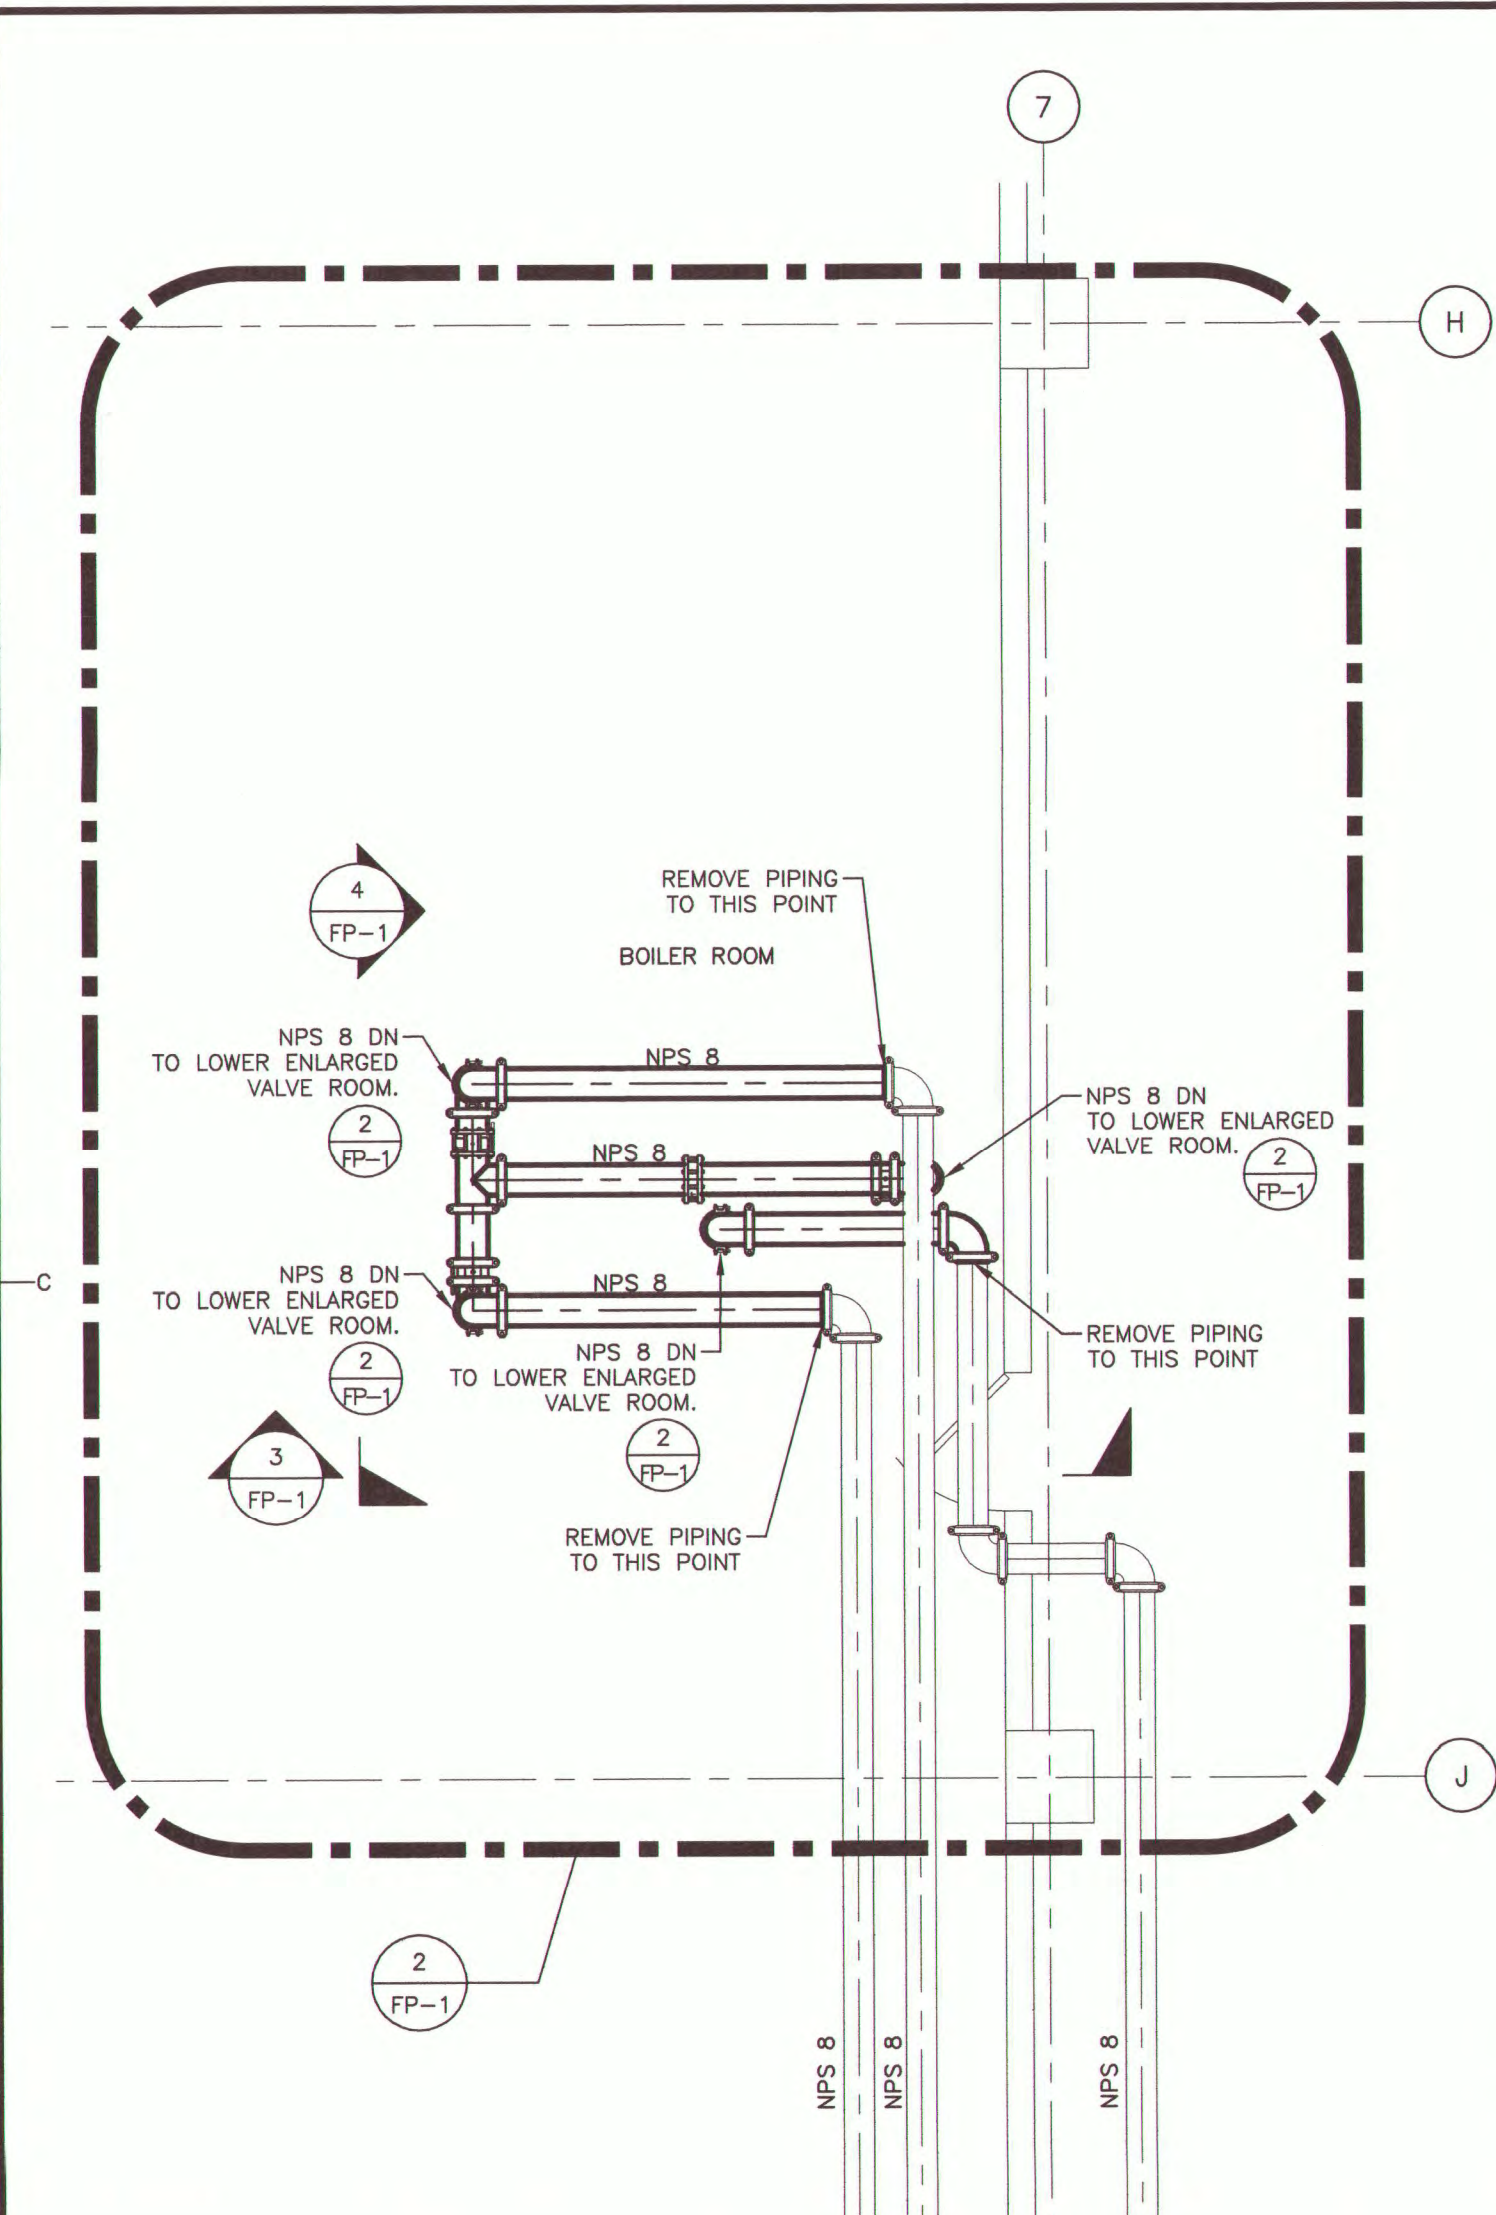 7
H
4
FP-1
REMOVE PIPING
TO THIS POINT
BOILER ROOM
NPS 8 DN
TO LOWER ENLARGED
VALVE ROOM.
2
FP-1
NPS 8
NPS 8
NPS 8 DN
TO LOWER ENLARGED
VALVE ROOM.
2
FP-1
C
NPS 8 DN
TO LOWER ENLARGED
VALVE ROOM.
2
FP-1
NPS 8
NPS 8 DN
TO LOWER ENLARGED
VALVE ROOM.
2
FP-1
REMOVE PIPING
TO THIS POINT
3
FP-1
REMOVE PIPING
TO THIS POINT
J
2
FP-1
NPS 8
NPS 8
NPS 8